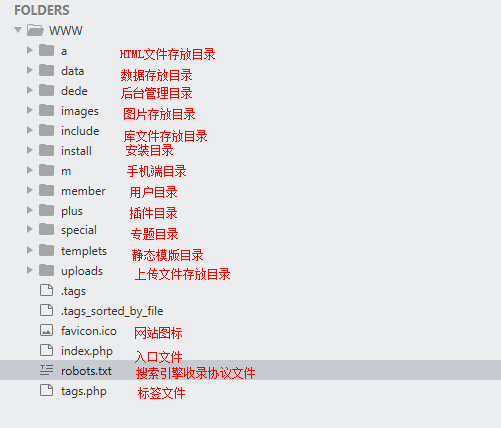 FOLDERS
WWW
a HTML文件存放目录
data 数据存放目录
dede 后台管理目录
images 图片存放目录
include 库文件存放目录
install 安装目录
m 手机端目录
member 用户目录
plus 插件目录
special 专题目录
templets 静态模版目录
uploads 上传文件存放目录
.tags
.tags_sorted_by_file
favicon.ico 网站图标
index.php 入口文件
robots.txt 搜索引擎收录协议文件
tags.php 标签文件